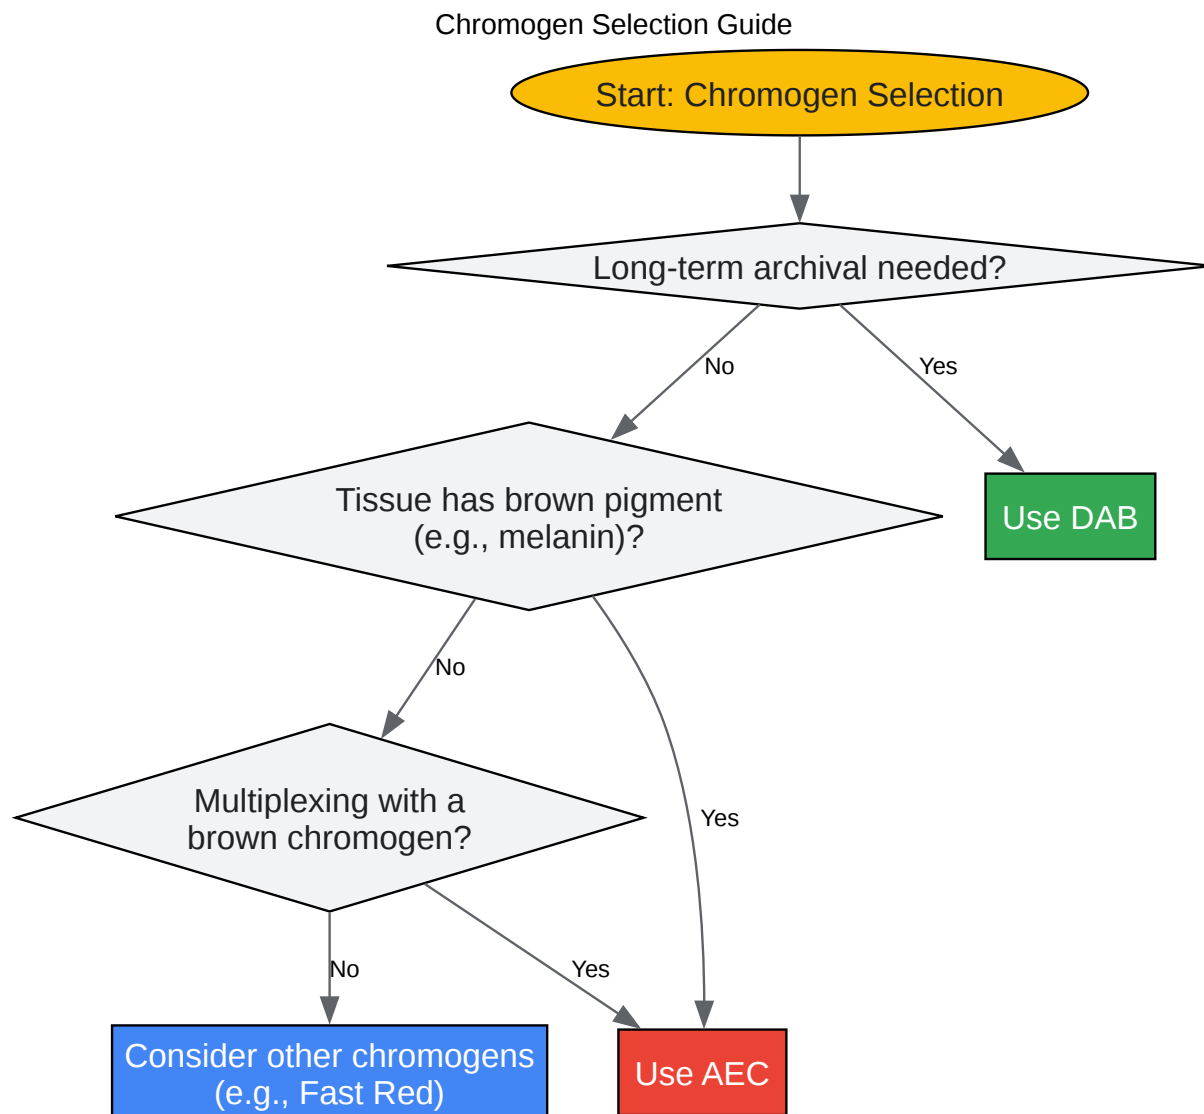 Chromogen Selection Guide
Start: Chromogen Selection
Long-term archival needed?
No
Yes
Tissue has brown pigment
(e.g., melanin)?
Use DAB
No
Multiplexing with a
brown chromogen?
Yes
No
Yes
Consider other chromogens
(e.g., Fast Red)
Use AEC